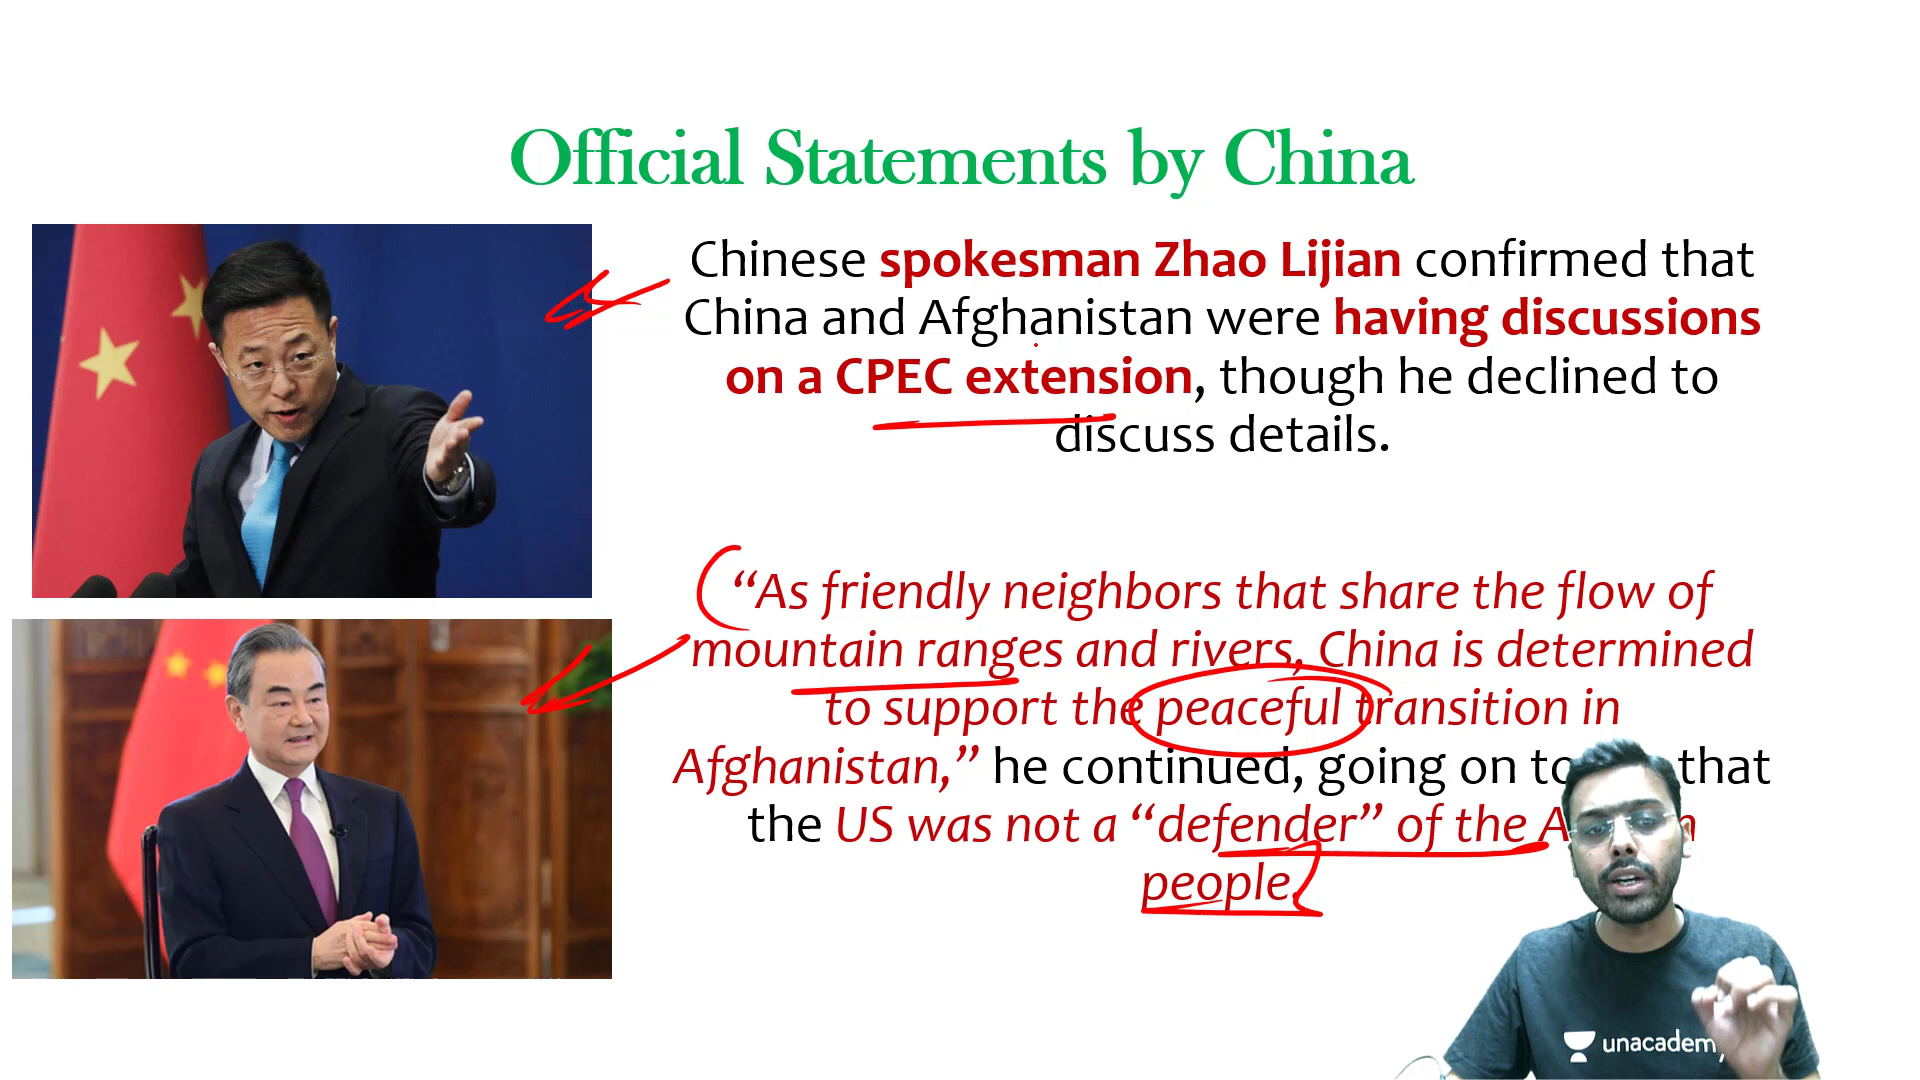 Official Statements by China
Chinese spokesman Zhao Lijian confirmed that
China and Afghanistan were having discussions
on a CPEC extension, though he declined to
discuss details.
“As friendly neighbors that share the flow of
mountain ranges and rivers, China is determined
to support the peaceful transition in
Afghanistan,” he continued, going on to that
the US was not a “defender” of the
people.
unacademy